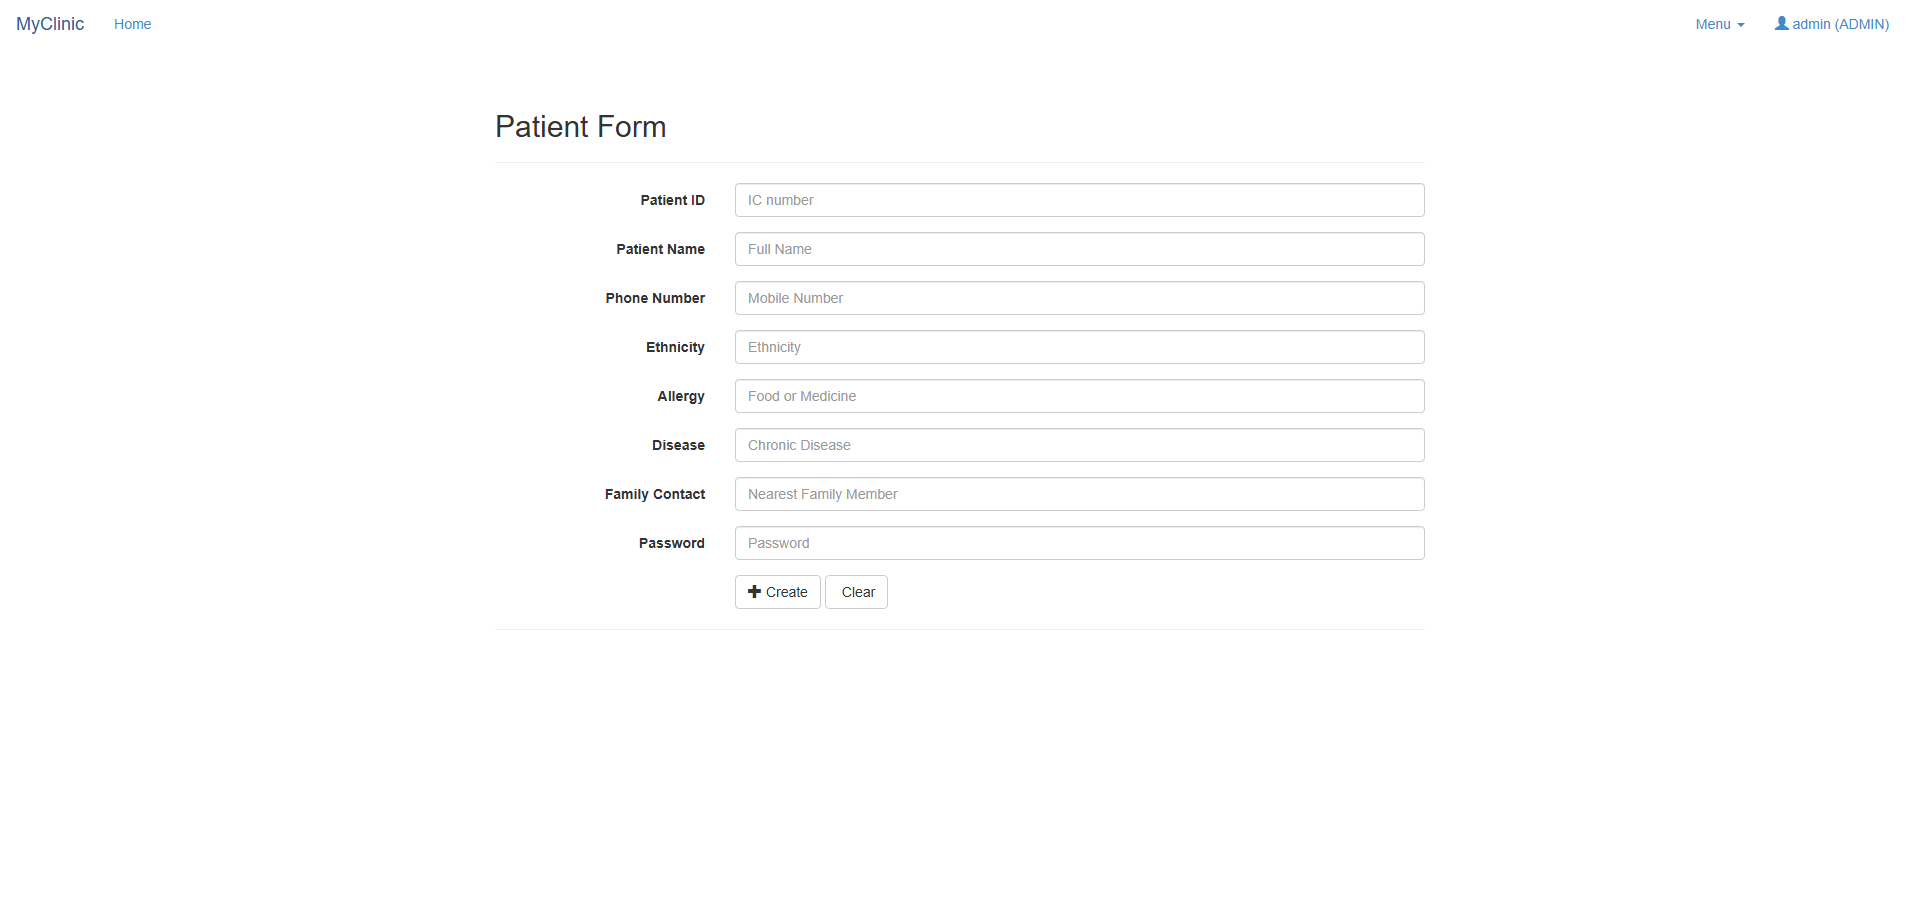 MyClinic Home Menu admin (ADMIN)
Patient Form
Patient ID IC number
Patient Name Full Name
Phone Number Mobile Number
Ethnicity Ethnicity
Allergy Food or Medicine
Disease Chronic Disease
Family Contact Nearest Family Member
Password Password
Create Clear